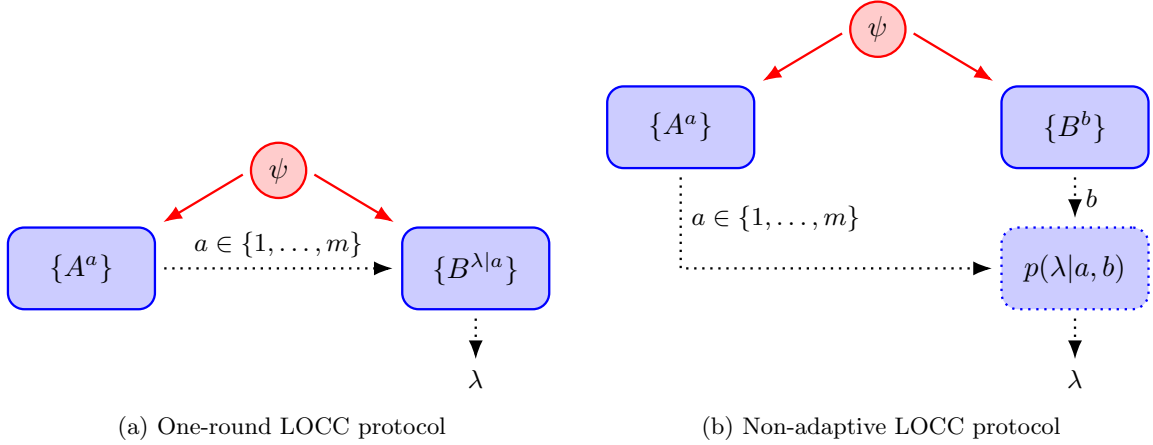 ψ
{A^a}
a ∈ {1, . . . , m}
{B^{λ|a}}
λ
(a) One-round LOCC protocol
ψ
{A^a}
{B^b}
a ∈ {1, . . . , m}
b
p(λ|a, b)
λ
(b) Non-adaptive LOCC protocol